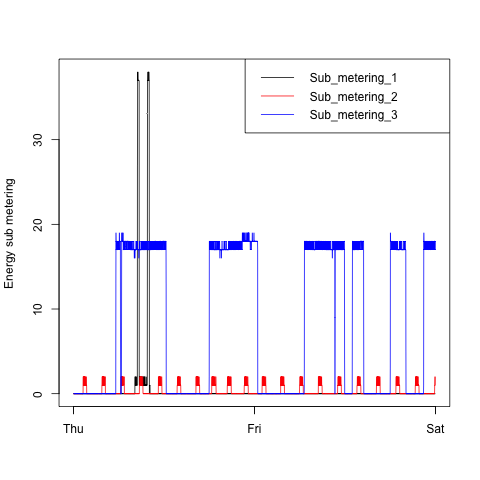 Sub_metering_1
Sub_metering_2
Sub_metering_3
Energy sub metering
30
20
10
0
Thu Fri Sat